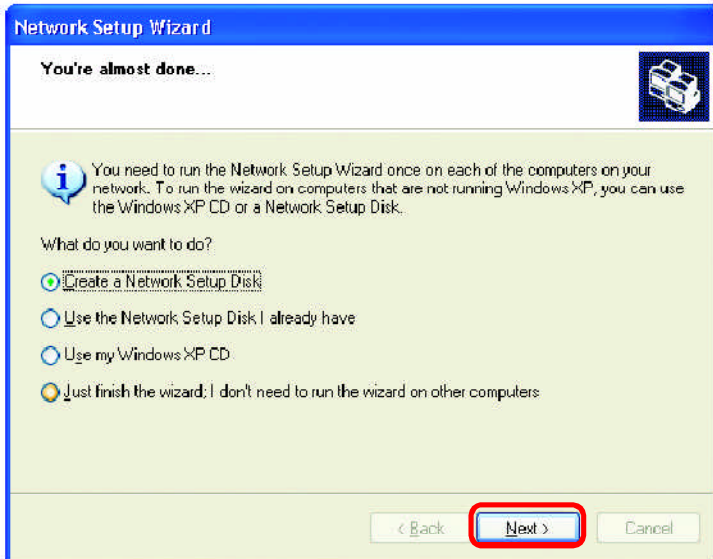 Network Setup Wizard
You're almost done...
You need to run the Network Setup Wizard once on each of the computers on your
network. To run the wizard on computers that are not running Windows XP, you can use
the Windows XP CD or a Network Setup Disk.
What do you want to do?
Create a Network Setup Disk
Use the Network Setup Disk I already have
Use my Windows XP CD
Just finish the wizard; I don't need to run the wizard on other computers
< Back Next > Cancel